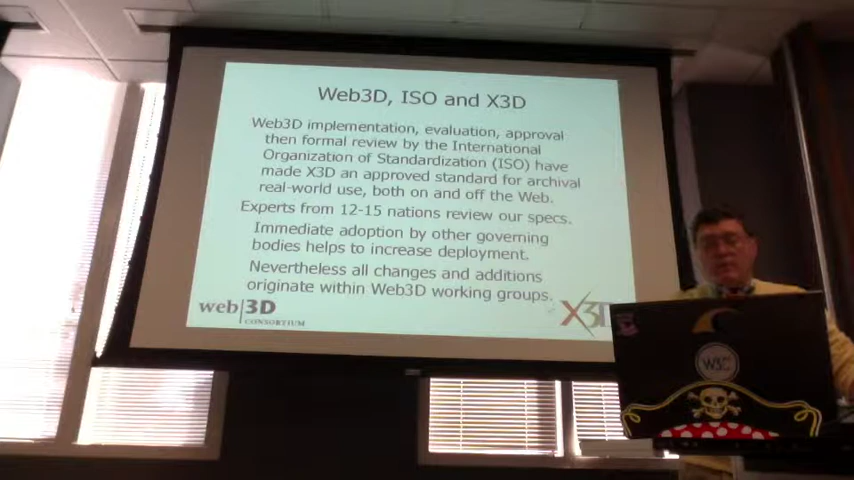 Web3D, ISO and X3D
Web3D implementation, evaluation, approval
then formal review by the International
Organization of Standardization (ISO) have
made X3D an approved standard for archival
real-world use, both on and off the Web.
Experts from 12-15 nations review our specs.
Immediate adoption by other governing
bodies helps to increase deployment.
Nevertheless all changes and additions
originate within Web3D working groups.
web|3D
CONSORTIUM
X3D
W3C